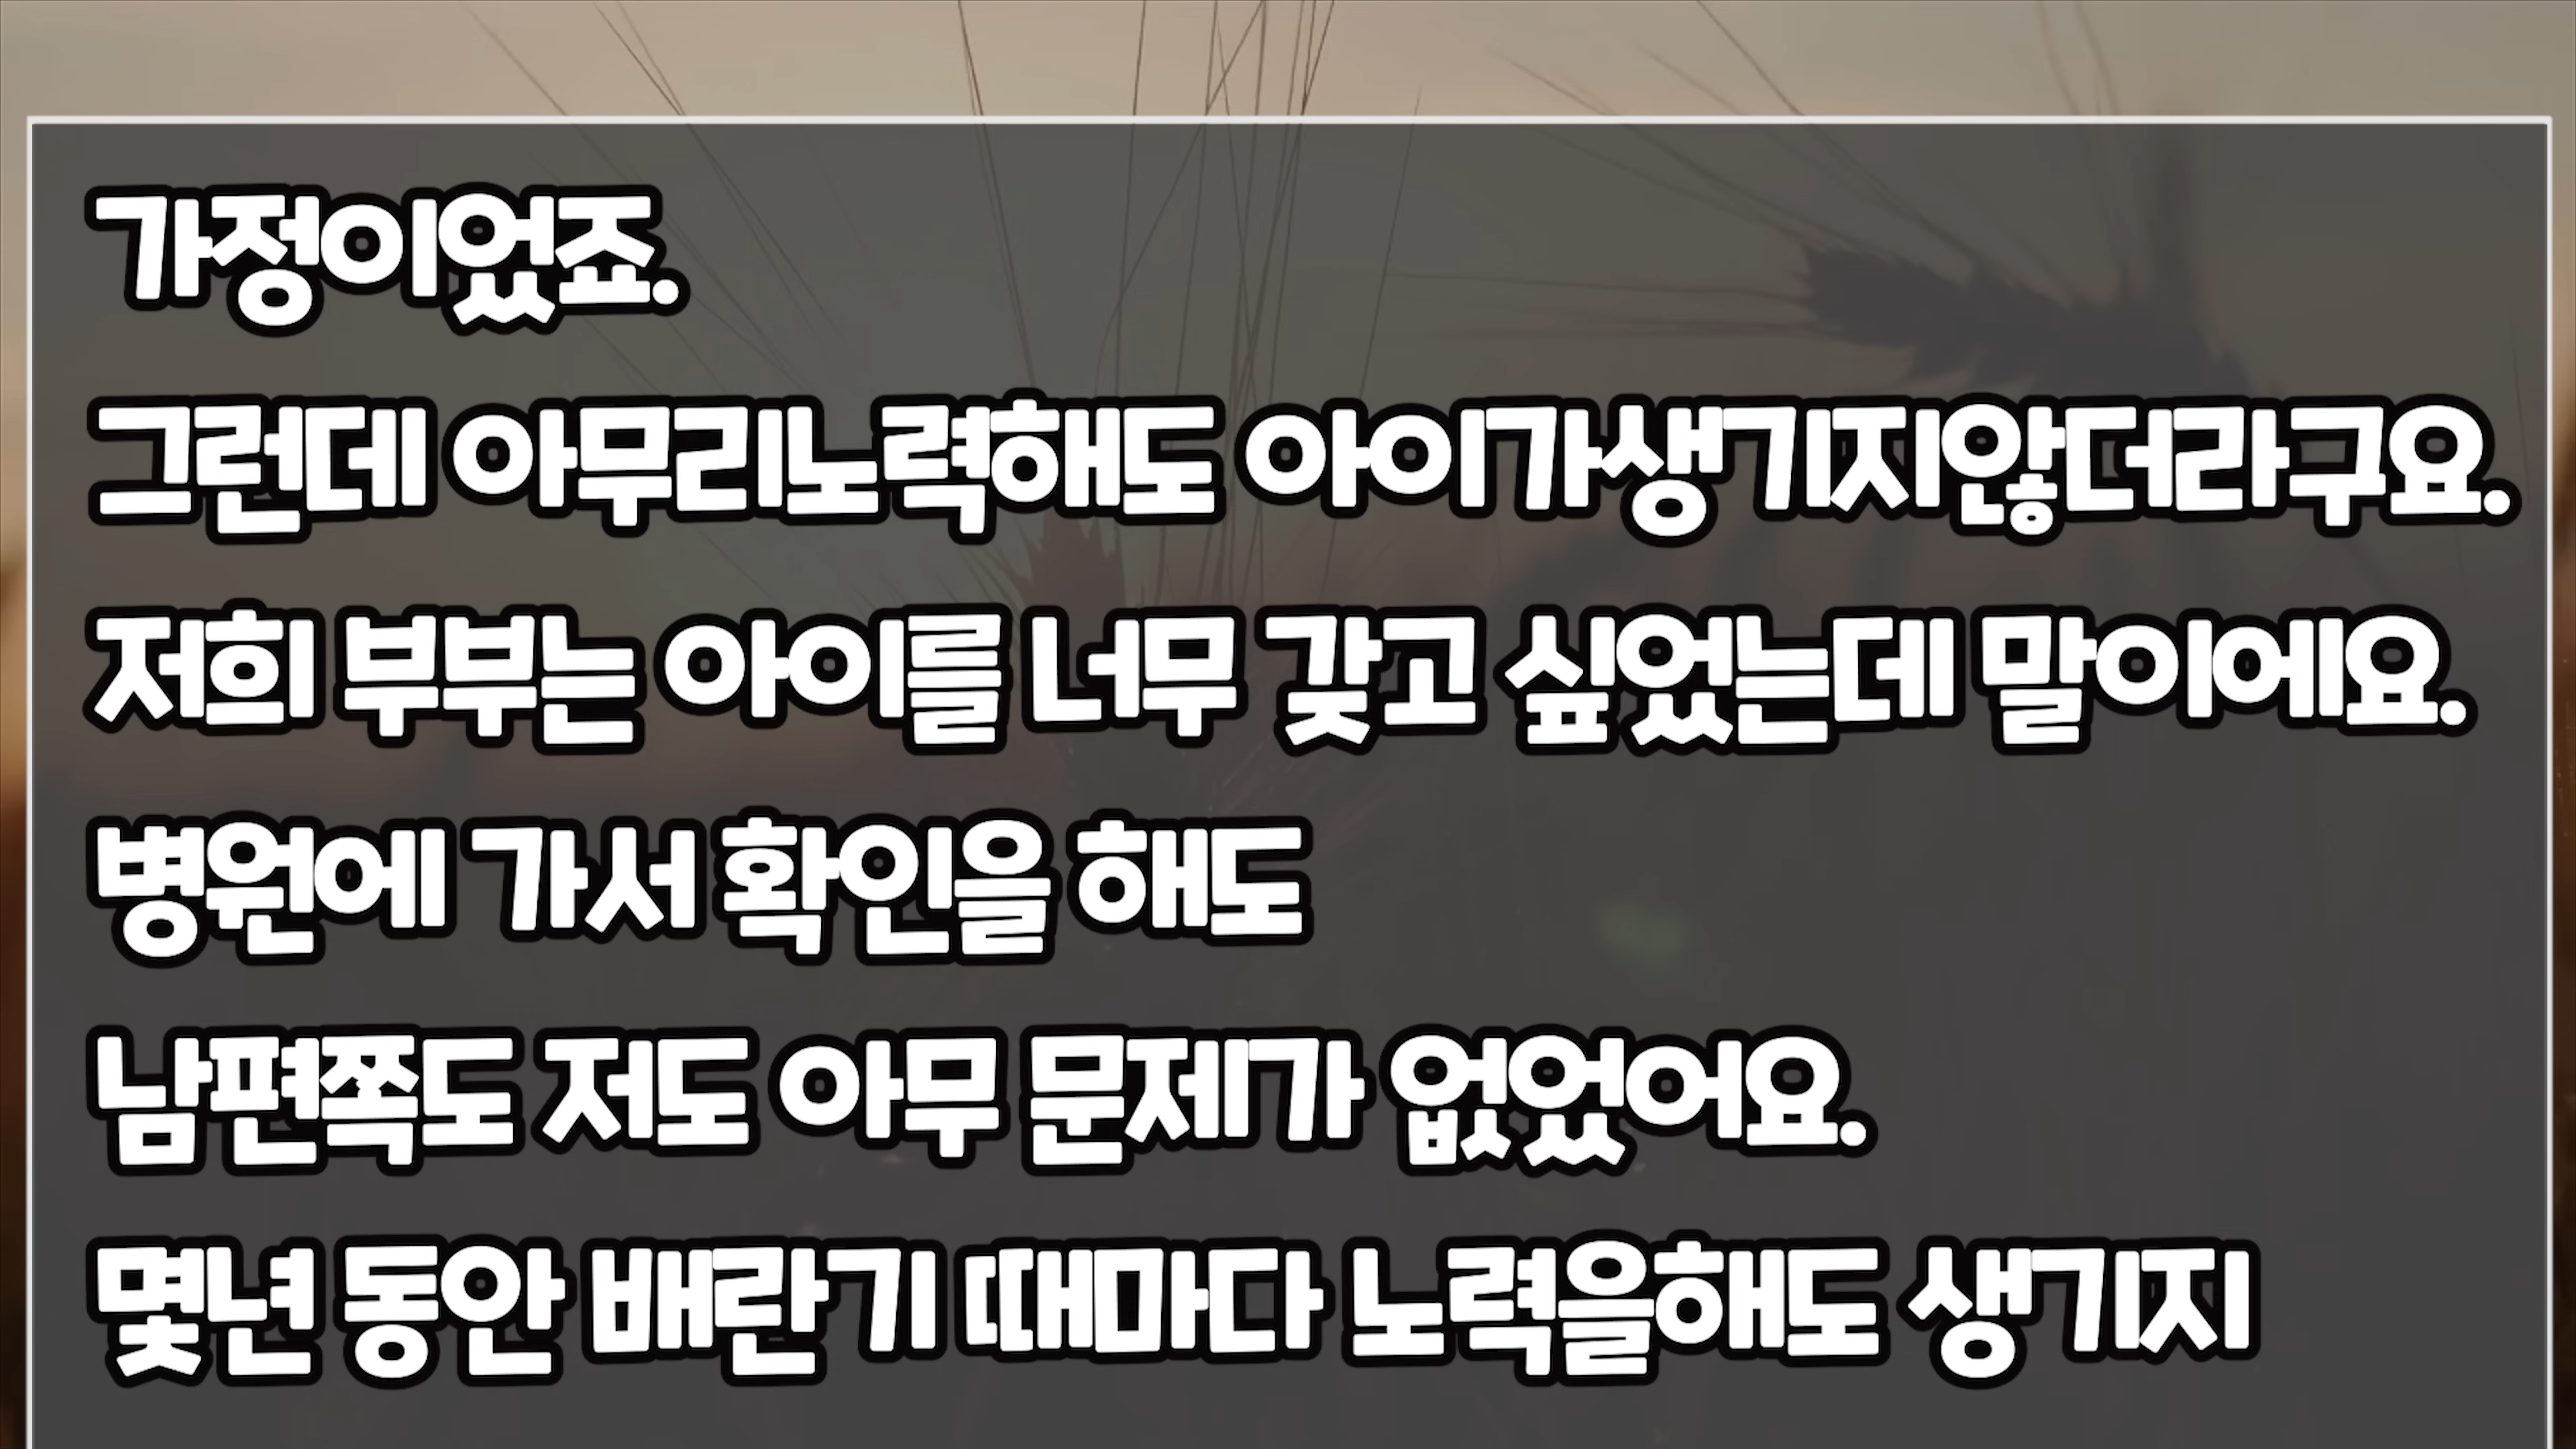 가정이었죠.
그런데 아무리노력해도 아이가생기지않더라구요.
저희 부부는 아이를 너무 갖고 싶었는데 말이에요.
병원에 가서 확인을 해도
남편쪽도 저도 아무 문제가 없었어요.
몇년 동안 배란기 때마다 노력을해도 생기지